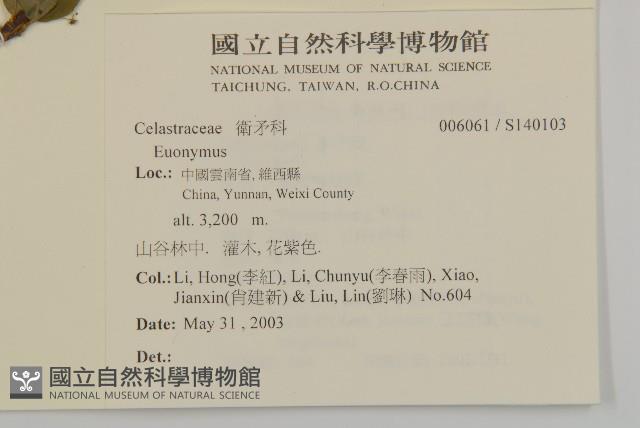 國立自然科學博物館
NATIONAL MUSEUM OF NATURAL SCIENCE
TAICHUNG, TAIWAN, R.O.CHINA
Celastraceae 衛矛科 006061 / S140103
Euonymus
Loc.: 中國雲南省, 維西縣
China, Yunnan, Weixi County
alt. 3,200 m.
山谷林中. 灌木, 花紫色.
Col.: Li, Hong(李紅), Li, Chunyu(李春雨), Xiao,
Jianxin(肖建新) & Liu, Lin(劉琳) No.604
Date: May 31 , 2003
Det.:
國立自然科學博物館
NATIONAL MUSEUM OF NATURAL SCIENCE